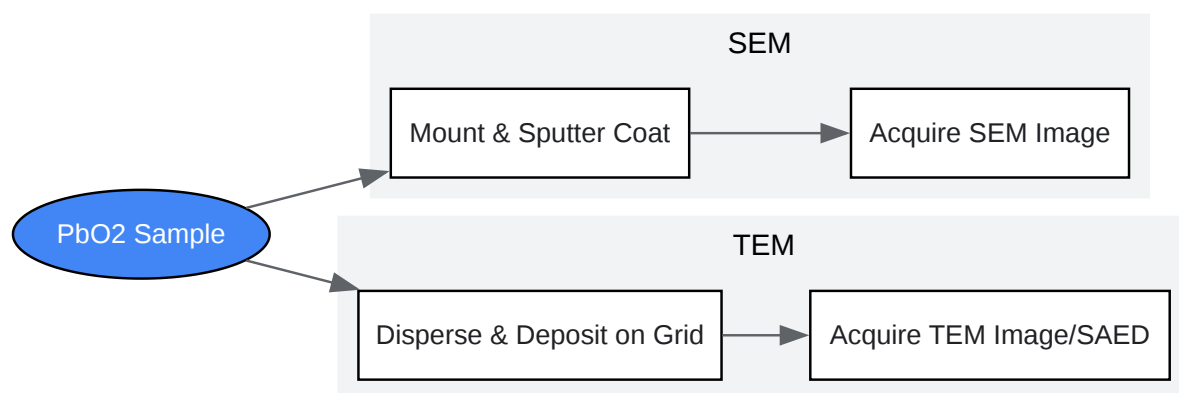 SEM
Mount & Sputter Coat
Acquire SEM Image
PbO2 Sample
TEM
Disperse & Deposit on Grid
Acquire TEM Image/SAED